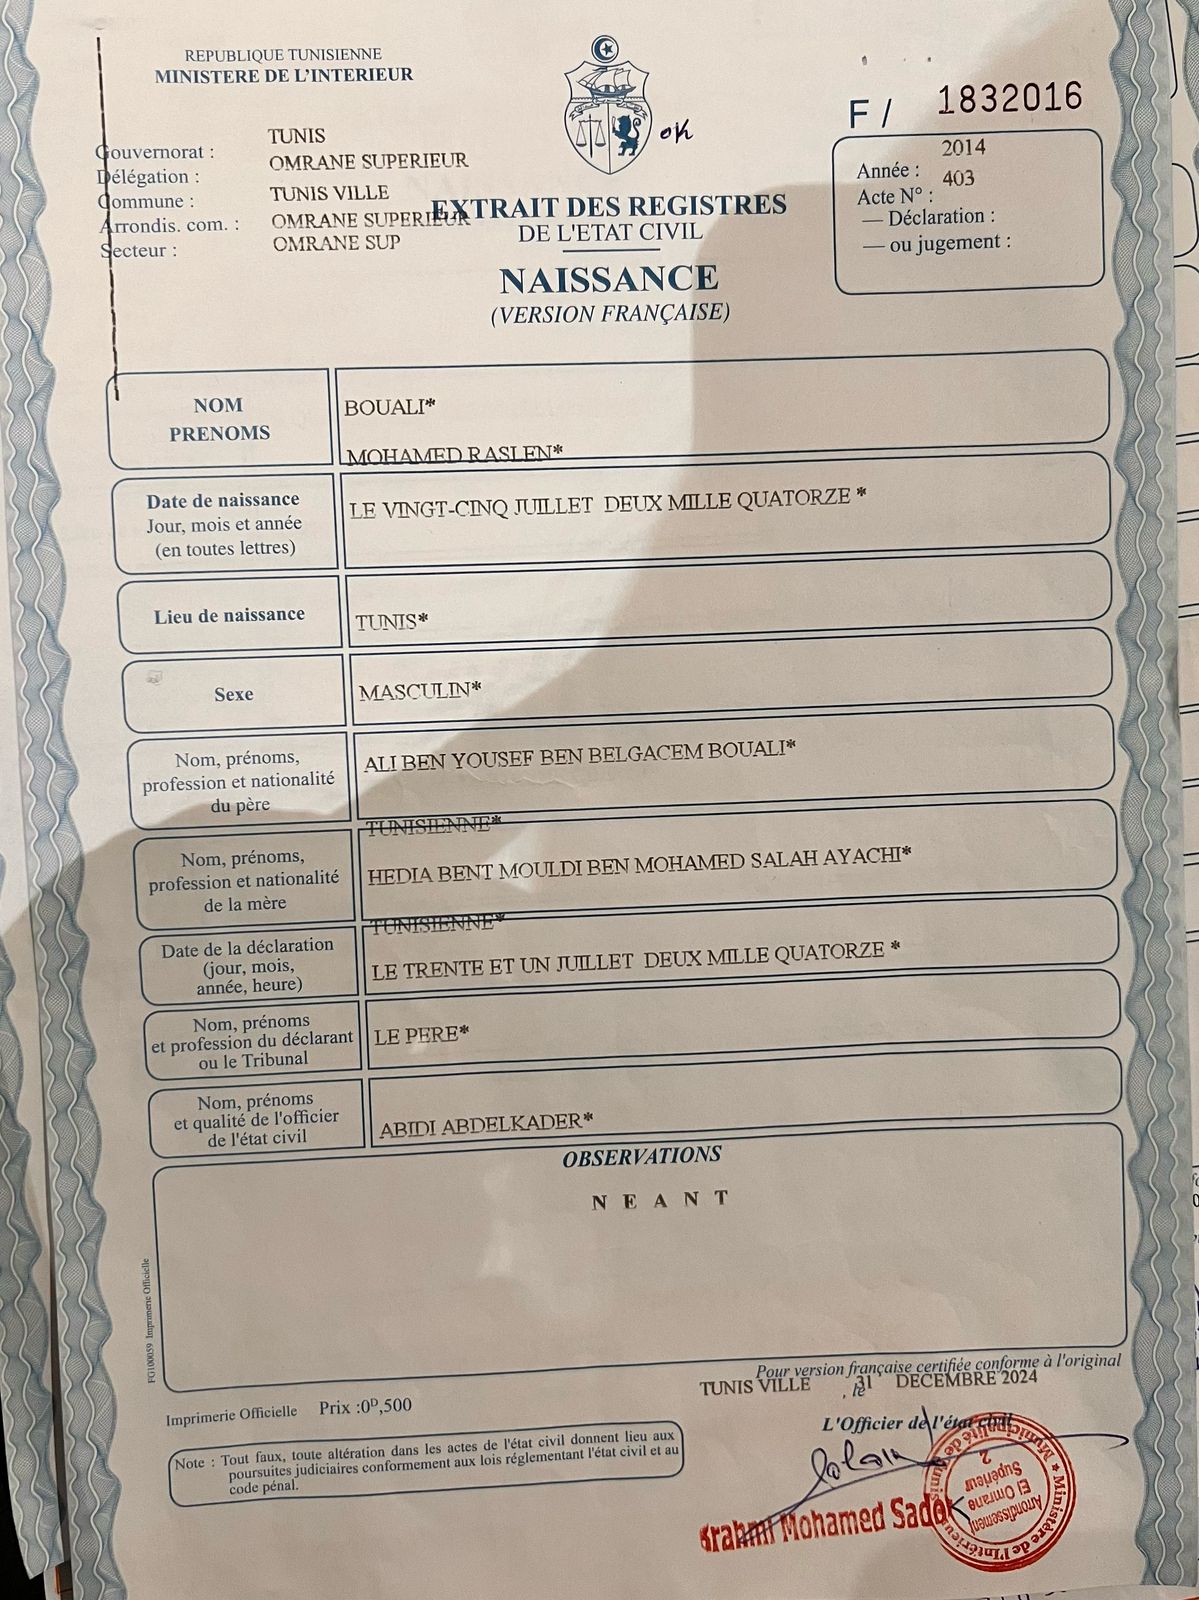 REPUBLIQUE TUNISIENNE
MINISTERE DE L'INTERIEUR
Gouvernorat : TUNIS
Délégation : OMRANE SUPERIEUR
Commune : TUNIS VILLE
Arrondis. com. : OMRANE SUPERIEUR
Secteur : OMRANE SUP
OK
EXTRAIT DES REGISTRES
DE L'ETAT CIVIL
NAISSANCE
(VERSION FRANÇAISE)
F / 1832016
Année : 2014
Acte N° : 403
— Déclaration :
— ou jugement :
NOM
PRENOMS
BOUALI*
MOHAMED RASLEN*
Date de naissance
Jour, mois et année
(en toutes lettres)
LE VINGT-CINQ JUILLET DEUX MILLE QUATORZE *
Lieu de naissance
TUNIS*
Sexe
MASCULIN*
Nom, prénoms,
profession et nationalité
du père
ALI BEN YOUSEF BEN BELGACEM BOUALI*
TUNISIENNE*
Nom, prénoms,
profession et nationalité
de la mère
HEDIA BENT MOULDI BEN MOHAMED SALAH AYACHI*
TUNISIENNE*
Date de la déclaration
(jour, mois,
année, heure)
LE TRENTE ET UN JUILLET DEUX MILLE QUATORZE *
Nom, prénoms
et profession du déclarant
ou le Tribunal
LE PERE*
Nom, prénoms
et qualité de l'officier
de l'état civil
ABIDI ABDELKADER*
OBSERVATIONS
N E A N T
FG100059 Imprimerie Officielle
Pour version française certifiée conforme à l'original
TUNIS VILLE , le 31 DECEMBRE 2024
Imprimerie Officielle Prix :0D,500
L'Officier de l'état civil
Note : Tout faux, toute altération dans les actes de l'état civil donnent lieu aux
poursuites judiciaires conformement aux lois réglementant l'état civil et au
code pénal.
Brahmi Mohamed Sadok
Ministère de l'Intérieur
Municipalité de Tunis
Arrondissement
El Omrane
Supérieur
2